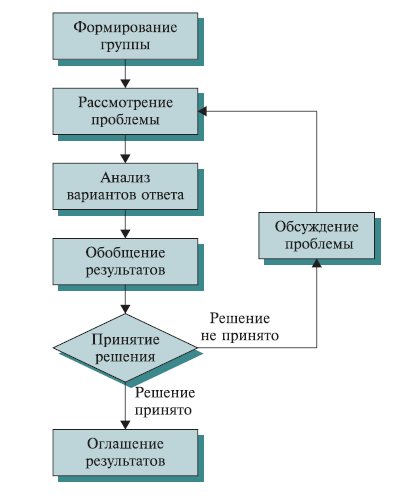 Формирование
группы
Рассмотрение
проблемы
Анализ
вариантов ответа
Обобщение
результатов
Обсуждение
проблемы
Решение
не принято
Принятие
решения
Решение
принято
Оглашение
результатов